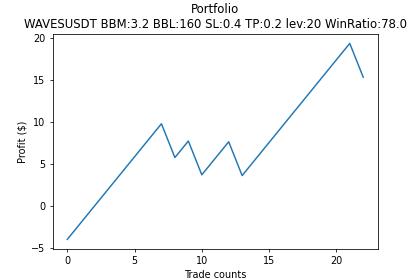 Portfolio
WAVESUSDT BBM:3.2 BBL:160 SL:0.4 TP:0.2 lev:20 WinRatio:78.0
20
15
10
5
0
−5
Profit ($)
0 5 10 15 20
Trade counts